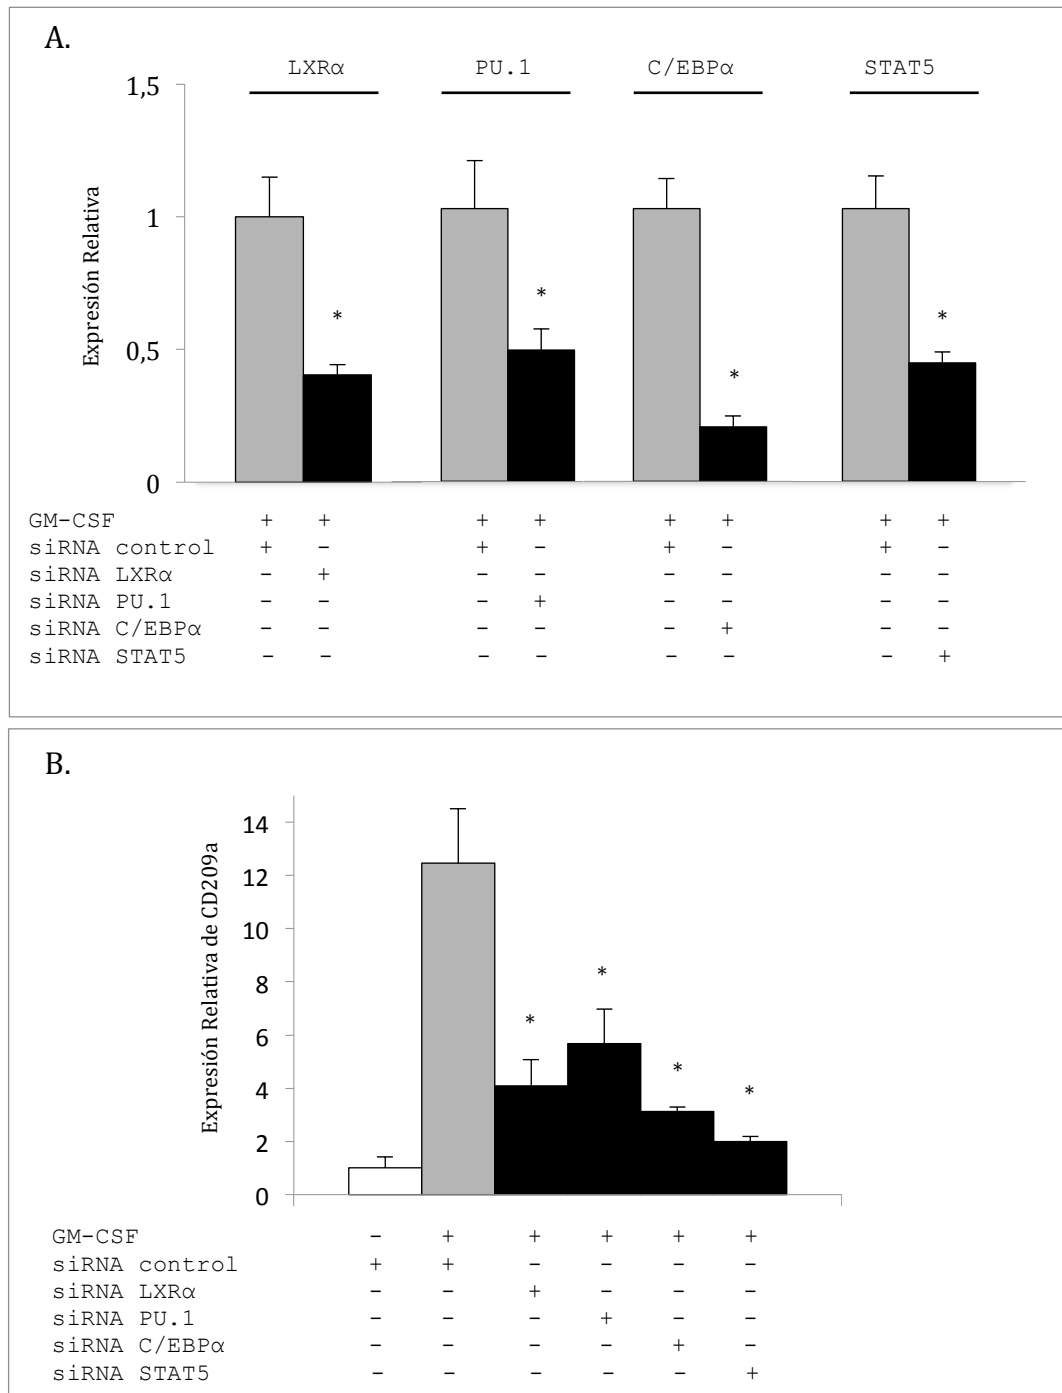 A.
LXRα PU.1 C/EBPα STAT5
1,5
1
0,5
0
Expresión Relativa
* * * *
GM-CSF + + + + + + + +
siRNA control + – + – + – + –
siRNA LXRα – + – – – – – –
siRNA PU.1 – – – + – – – –
siRNA C/EBPα – – – – – + – –
siRNA STAT5 – – – – – – – +
B.
14
12
10
8
6
4
2
0
Expresión Relativa de CD209a
* * * *
GM-CSF – + + + + +
siRNA control + + – – – –
siRNA LXRα – – + – – –
siRNA PU.1 – – – + – –
siRNA C/EBPα – – – – + –
siRNA STAT5 – – – – – +